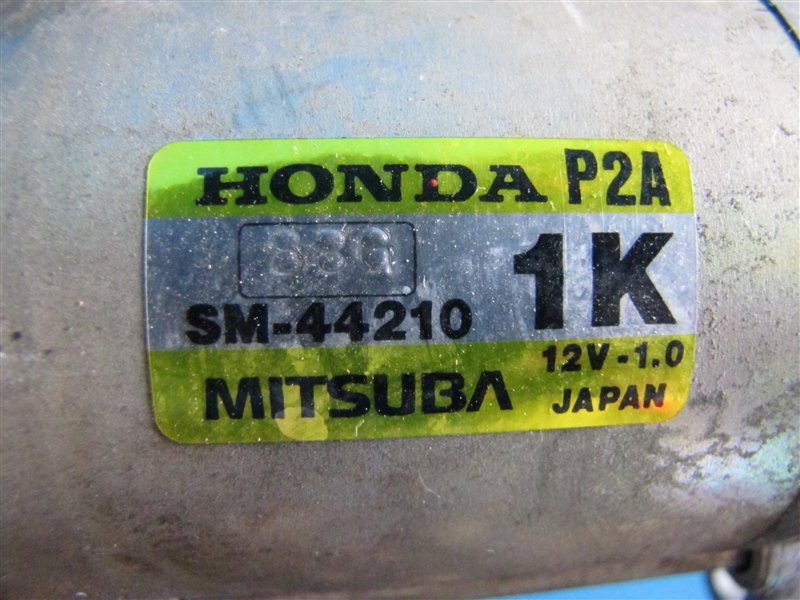 HONDA P2A
SM-44210 1K
12V-1.0
MITSUBA JAPAN